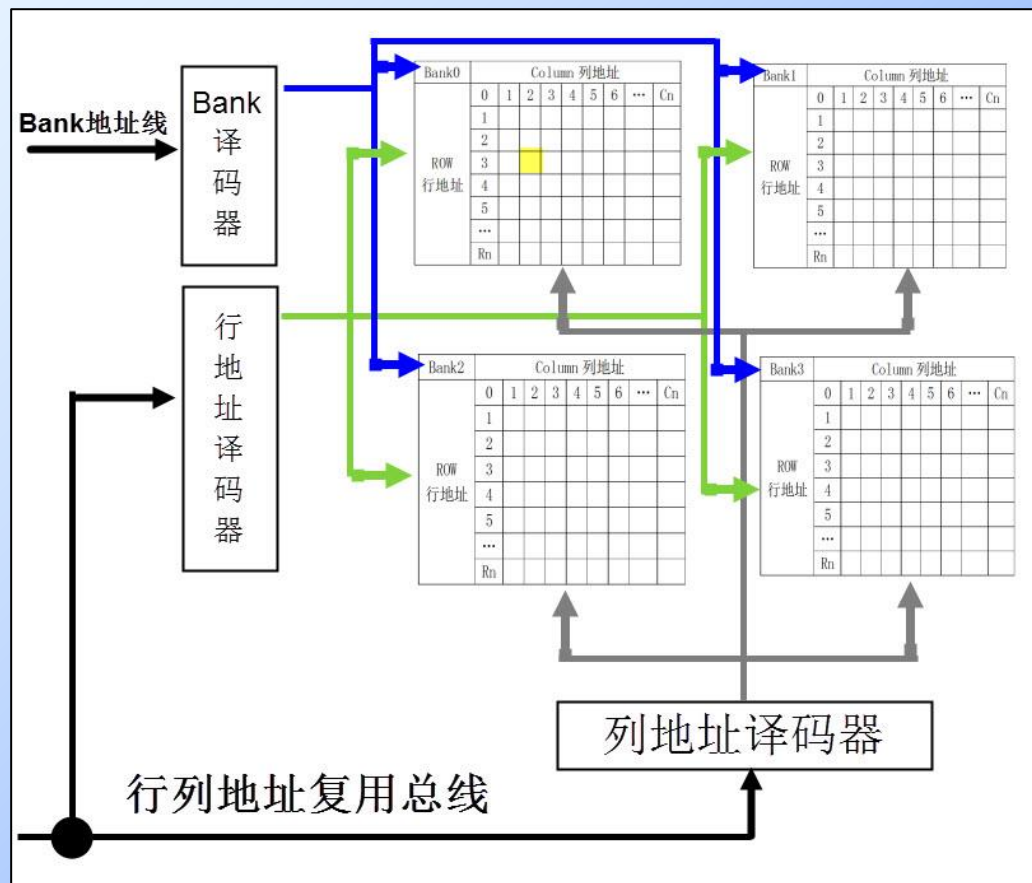 Bank地址线
Bank
译
码
器
行
地
址
译
码
器
Bank0 Column 列地址
0 1 2 3 4 5 6 … Cn
1
2
ROW 3
行地址 4
5
…
Rn
Bank1 Column 列地址
0 1 2 3 4 5 6 … Cn
1
2
ROW 3
行地址 4
5
…
Rn
Bank2 Column 列地址
0 1 2 3 4 5 6 … Cn
1
2
ROW 3
行地址 4
5
…
Rn
Bank3 Column 列地址
0 1 2 3 4 5 6 … Cn
1
2
ROW 3
行地址 4
5
…
Rn
列地址译码器
行列地址复用总线